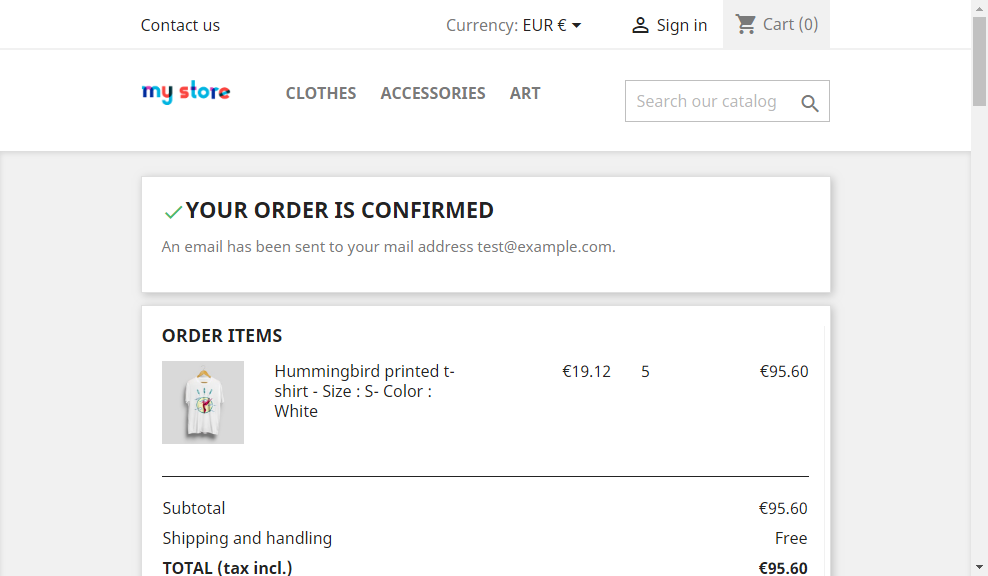 Contact us
Currency: EUR €
Sign in
Cart (0)
my store
CLOTHES
ACCESSORIES
ART
Search our catalog
YOUR ORDER IS CONFIRMED
An email has been sent to your mail address test@example.com.
ORDER ITEMS
Hummingbird printed t-
shirt - Size : S- Color :
White
€19.12
5
€95.60
Subtotal
€95.60
Shipping and handling
Free
TOTAL (tax incl.)
€95.60